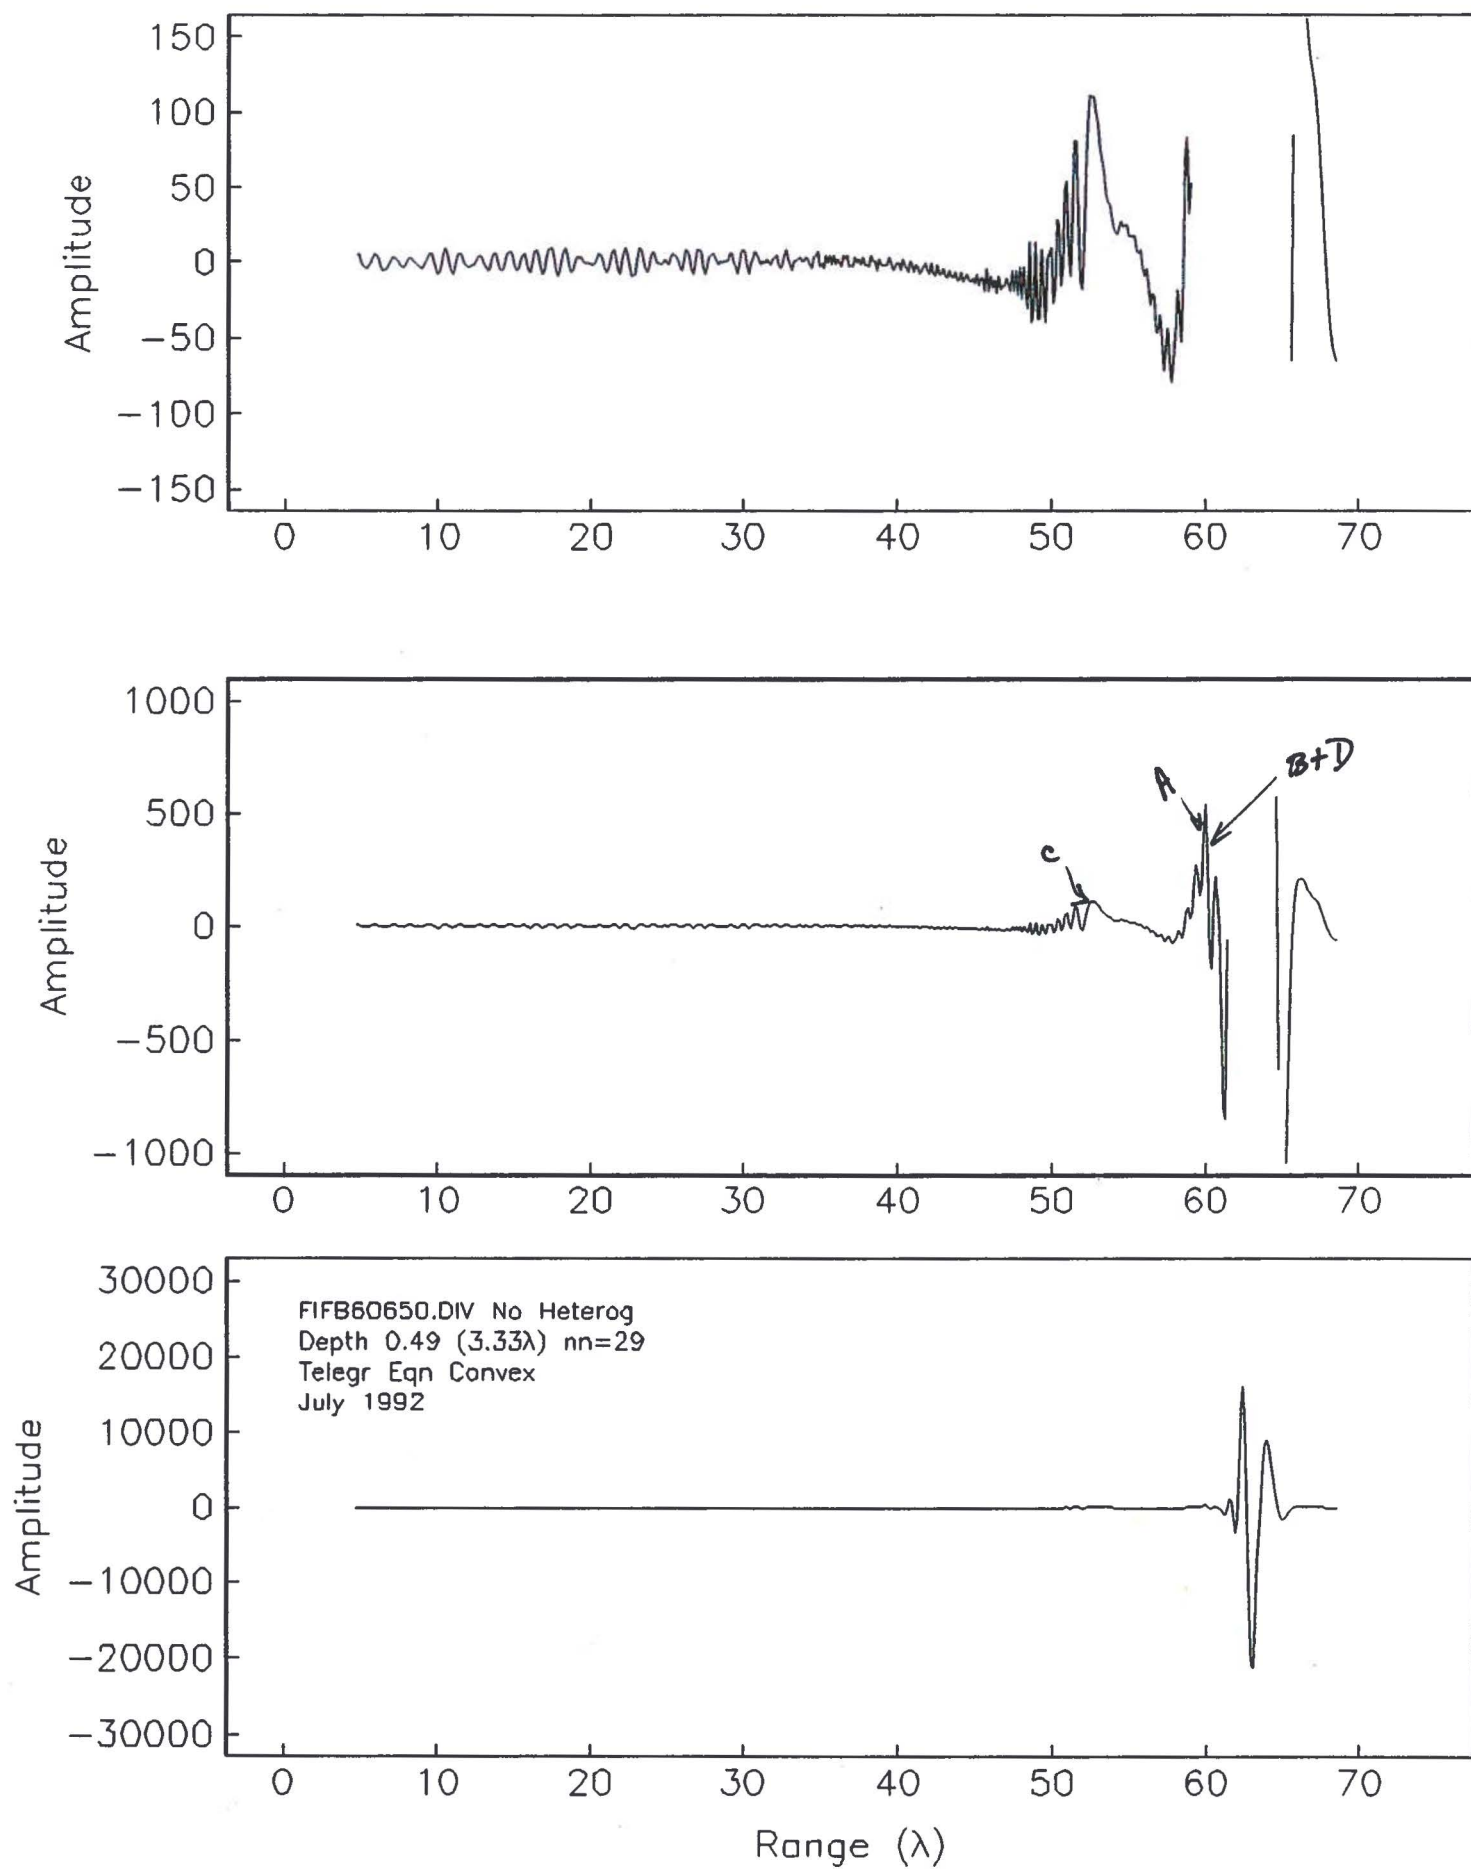 150
100
50
0
-50
-100
-150
Amplitude
0 10 20 30 40 50 60 70
1000
500
0
-500
-1000
Amplitude
A
B+D
C
0 10 20 30 40 50 60 70
30000
20000
10000
0
-10000
-20000
-30000
Amplitude
FIFB60650.DIV No Heterog
Depth 0.49 (3.33λ) nn=29
Telegr Eqn Convex
July 1992
0 10 20 30 40 50 60 70
Range (λ)